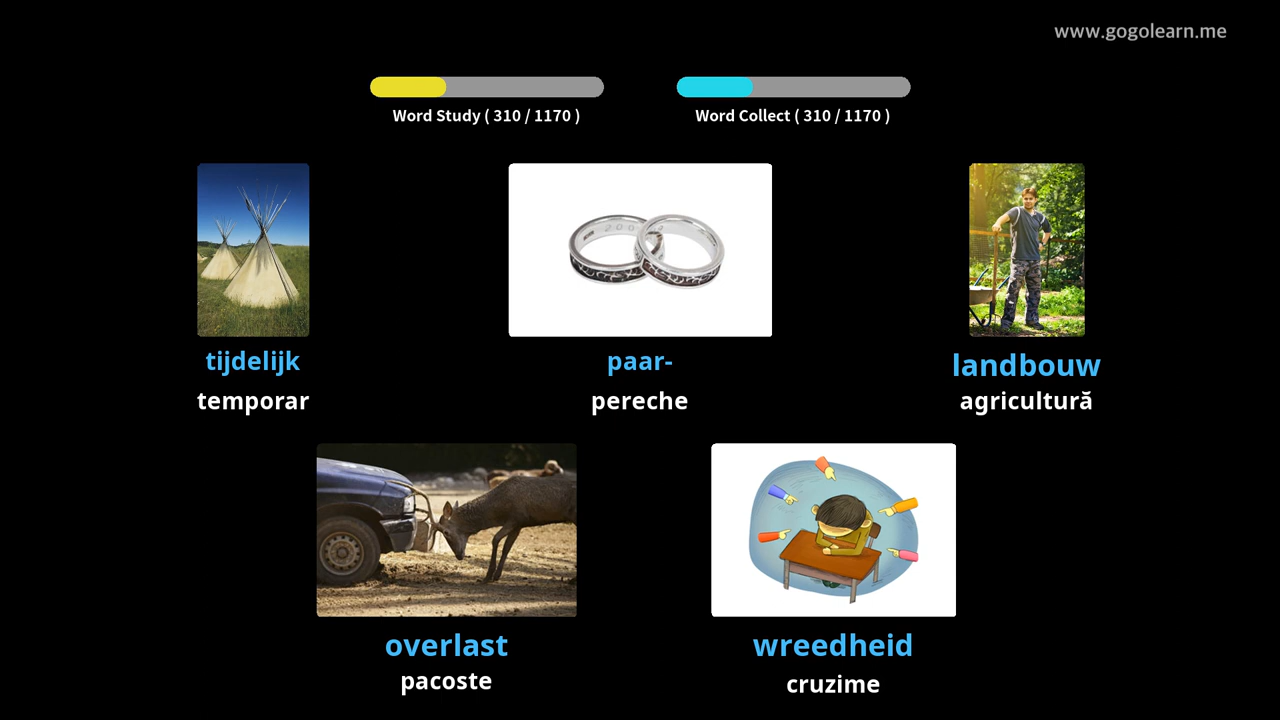 www.gogolearn.me
Word Study ( 310 / 1170 )
Word Collect ( 310 / 1170 )
tijdelijk
temporar
paar-
pereche
landbouw
agricultură
overlast
pacoste
wreedheid
cruzime